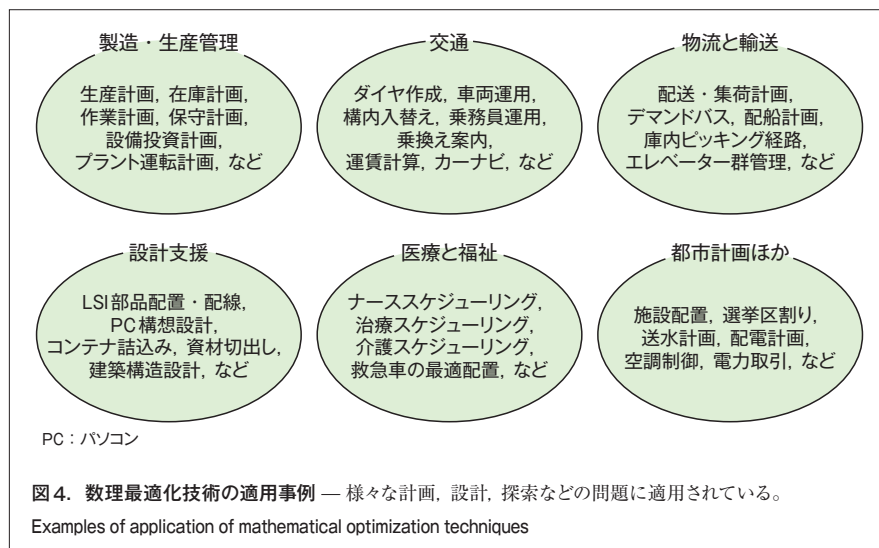 製造・生産管理
生産計画, 在庫計画,
作業計画, 保守計画,
設備投資計画,
プラント運転計画, など
交通
ダイヤ作成, 車両運用,
構内入替え, 乗務員運用,
乗換え案内,
運賃計算, カーナビ, など
物流と輸送
配送・集荷計画,
デマンドバス, 配船計画,
庫内ピッキング経路,
エレベーター群管理, など
設計支援
LSI部品配置・配線,
PC構想設計,
コンテナ詰込み, 資材切出し,
建築構造設計, など
医療と福祉
ナーススケジューリング,
治療スケジューリング,
介護スケジューリング,
救急車の最適配置, など
都市計画ほか
施設配置, 選挙区割り,
送水計画, 配電計画,
空調制御, 電力取引, など
PC：パソコン
図4. 数理最適化技術の適用事例 — 様々な計画, 設計, 探索などの問題に適用されている。
Examples of application of mathematical optimization techniques